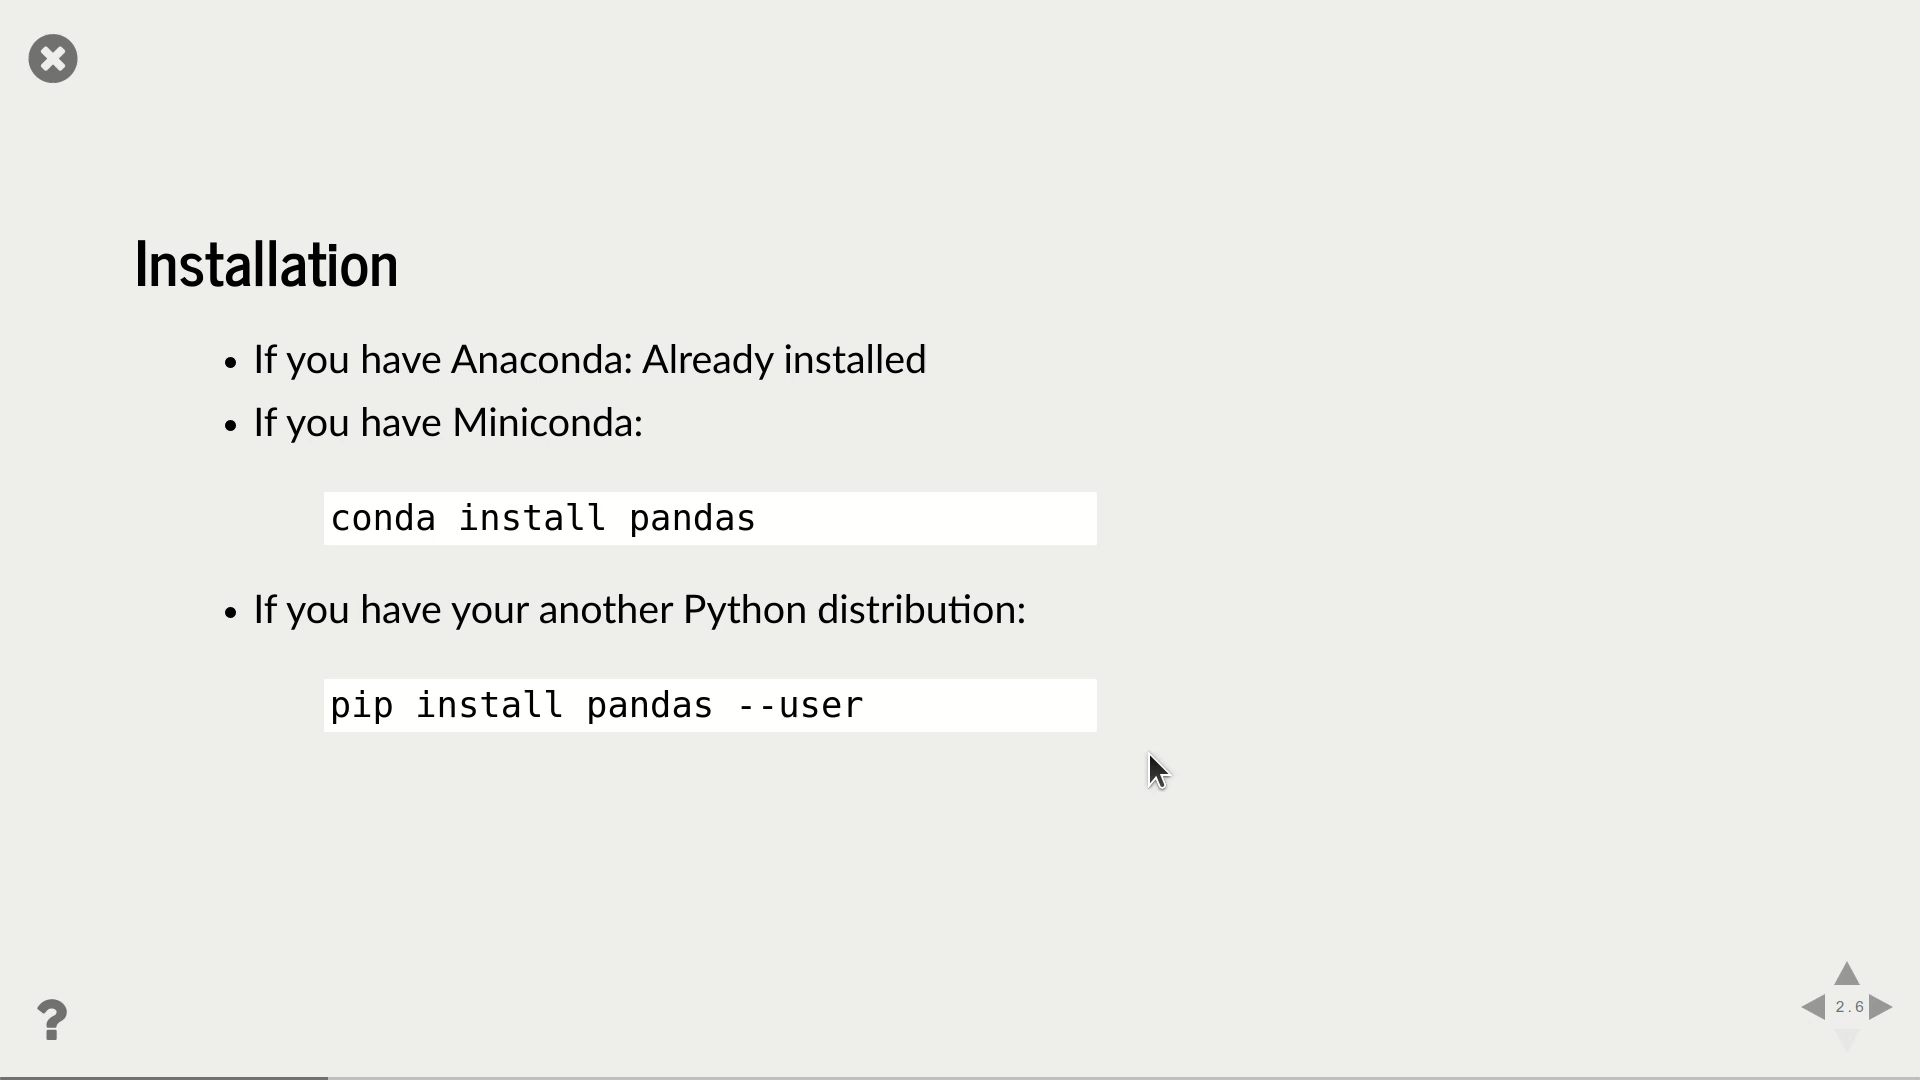 Installation
• If you have Anaconda: Already installed
• If you have Miniconda:
conda install pandas
• If you have your another Python distribution:
pip install pandas --user
?
2.6